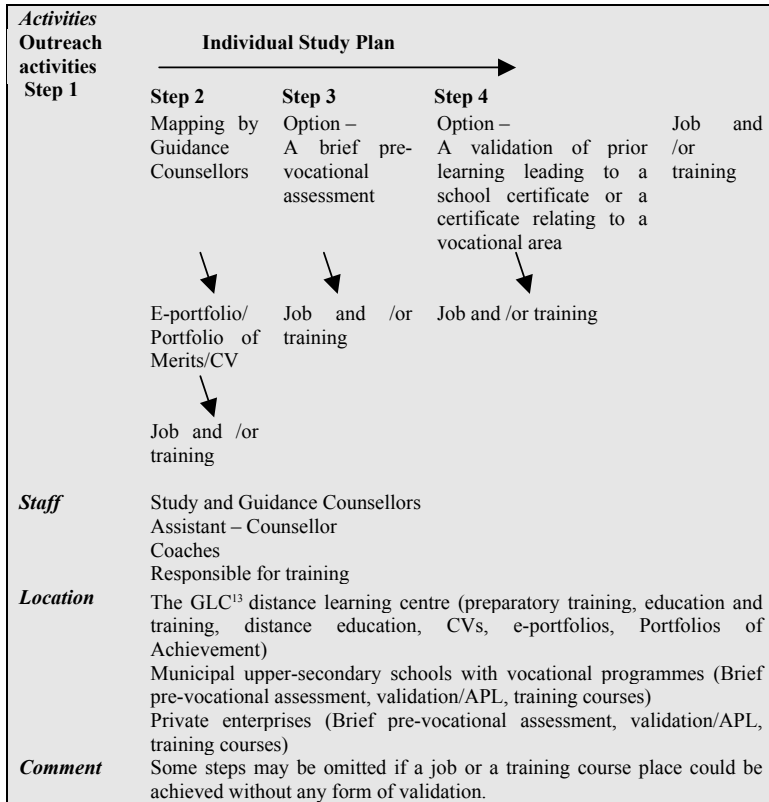 Activities
Outreach activities
Step 1
Individual Study Plan
Step 2
Mapping by
Guidance
Counsellors
Step 3
Option –
A brief pre-
vocational
assessment
Step 4
Option –
A validation of prior
learning leading to a
school certificate or a
certificate relating to a
vocational area
Job and
/or
training
E-portfolio/
Portfolio of
Merits/CV
Job and /or
training
Job and /or training
Job and /or
training
Staff
Study and Guidance Counsellors
Assistant – Counsellor
Coaches
Responsible for training
Location
The GLC¹³ distance learning centre (preparatory training, education and
training, distance education, CVs, e-portfolios, Portfolios of
Achievement)
Municipal upper-secondary schools with vocational programmes (Brief
pre-vocational assessment, validation/APL, training courses)
Private enterprises (Brief pre-vocational assessment, validation/APL,
training courses)
Comment
Some steps may be omitted if a job or a training course place could be
achieved without any form of validation.